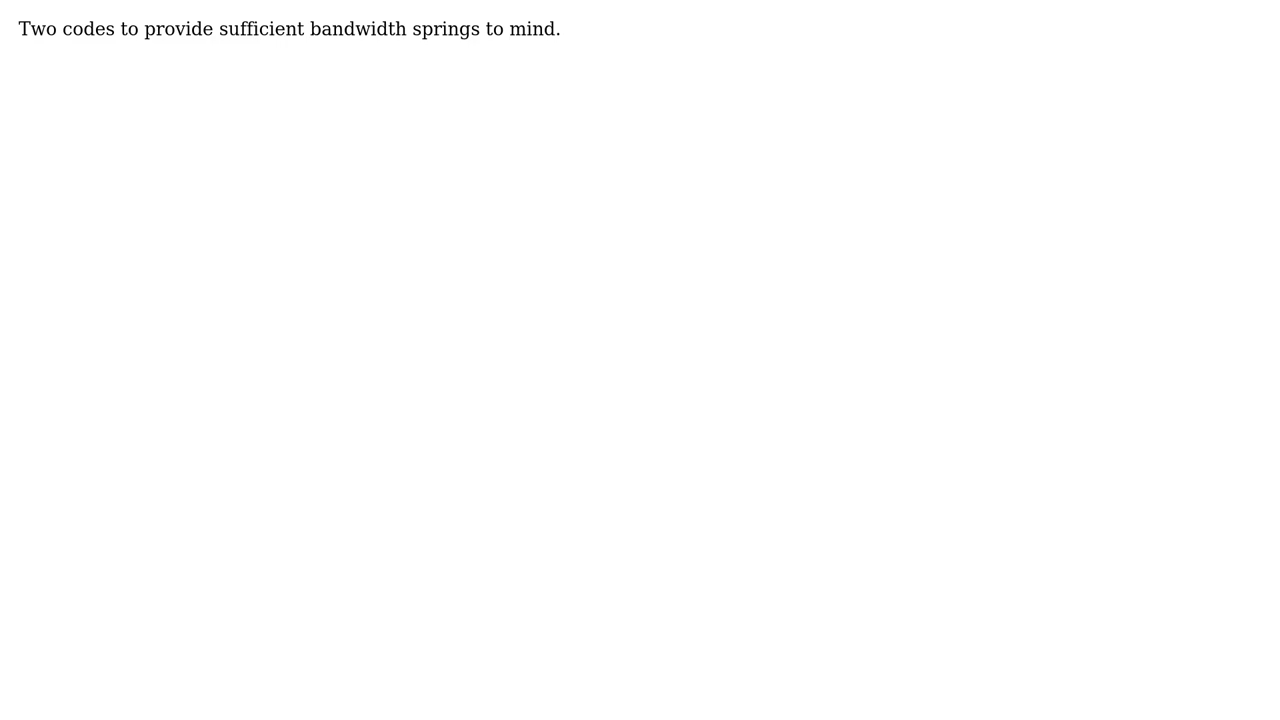 Two codes to provide sufficient bandwidth springs to mind.